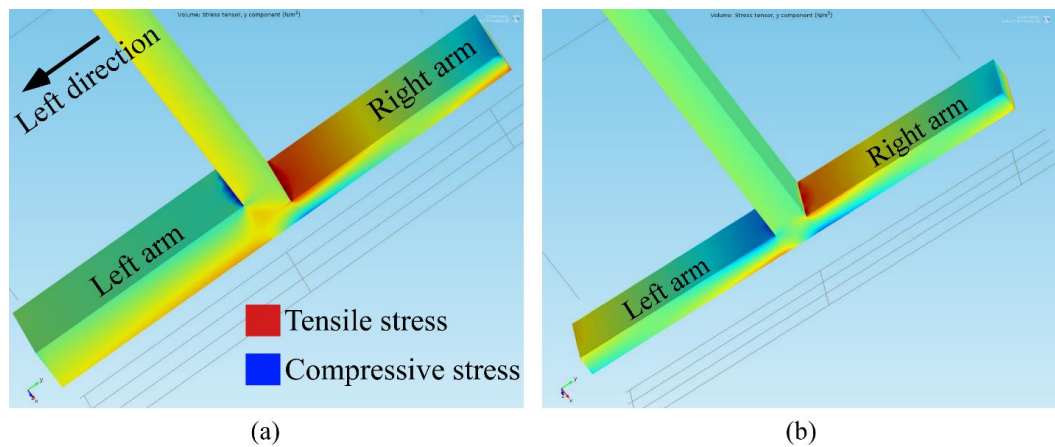 Volume: Stress tensor, y component (N/m²)
Volume: Stress tensor, y component (N/m²)
Left direction
Right arm
Left arm
Tensile stress
Compressive stress
Right arm
Left arm
y
x
y
x
(a)
(b)